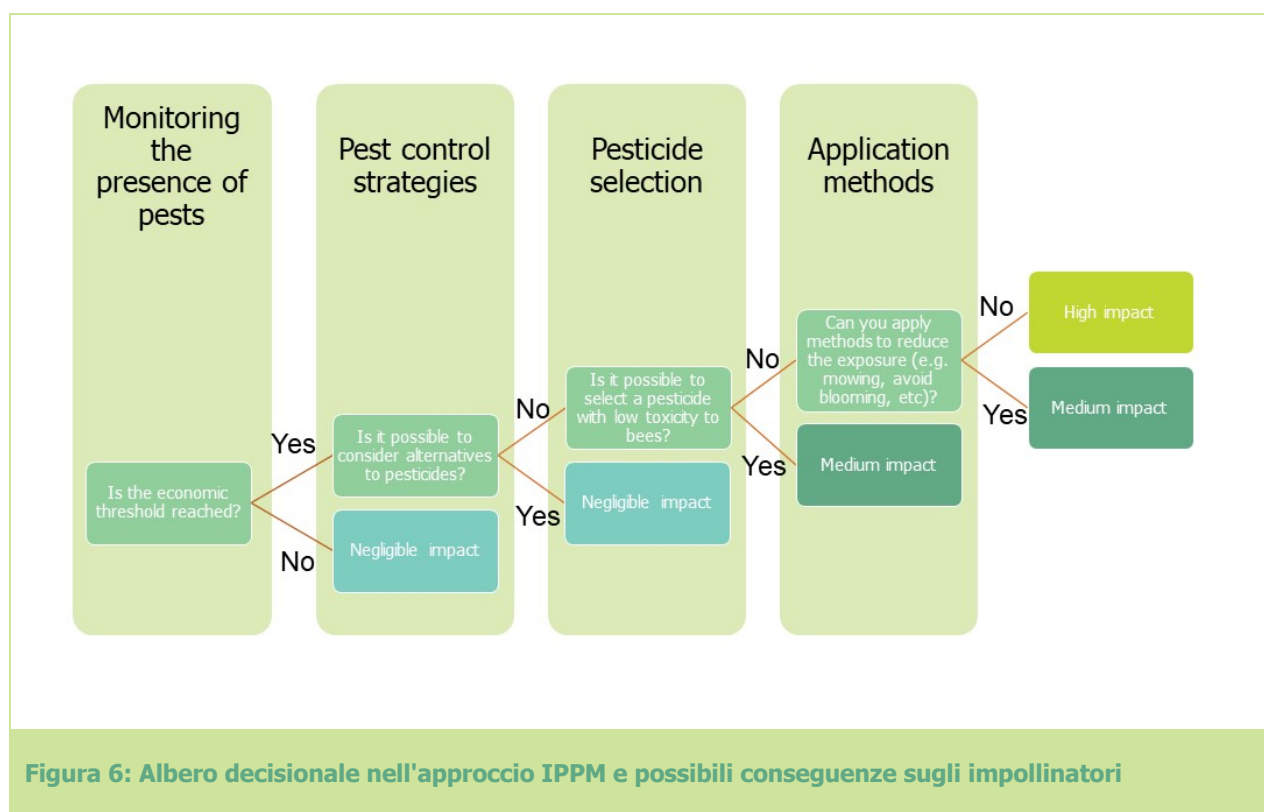 Monitoring
the
presence of
pests
Pest control
strategies
Pesticide
selection
Application
methods
Is the economic
threshold reached?
Yes
No
Is it possible to
consider alternatives
to pesticides?
Negligible impact
No
Yes
Is it possible to
select a pesticide
with low toxicity to
bees?
Negligible impact
No
Yes
Can you apply
methods to reduce
the exposure (e.g.
mowing, avoid
blooming, etc)?
Medium impact
No
Yes
High impact
Medium impact
Figura 6: Albero decisionale nell'approccio IPPM e possibili conseguenze sugli impollinatori